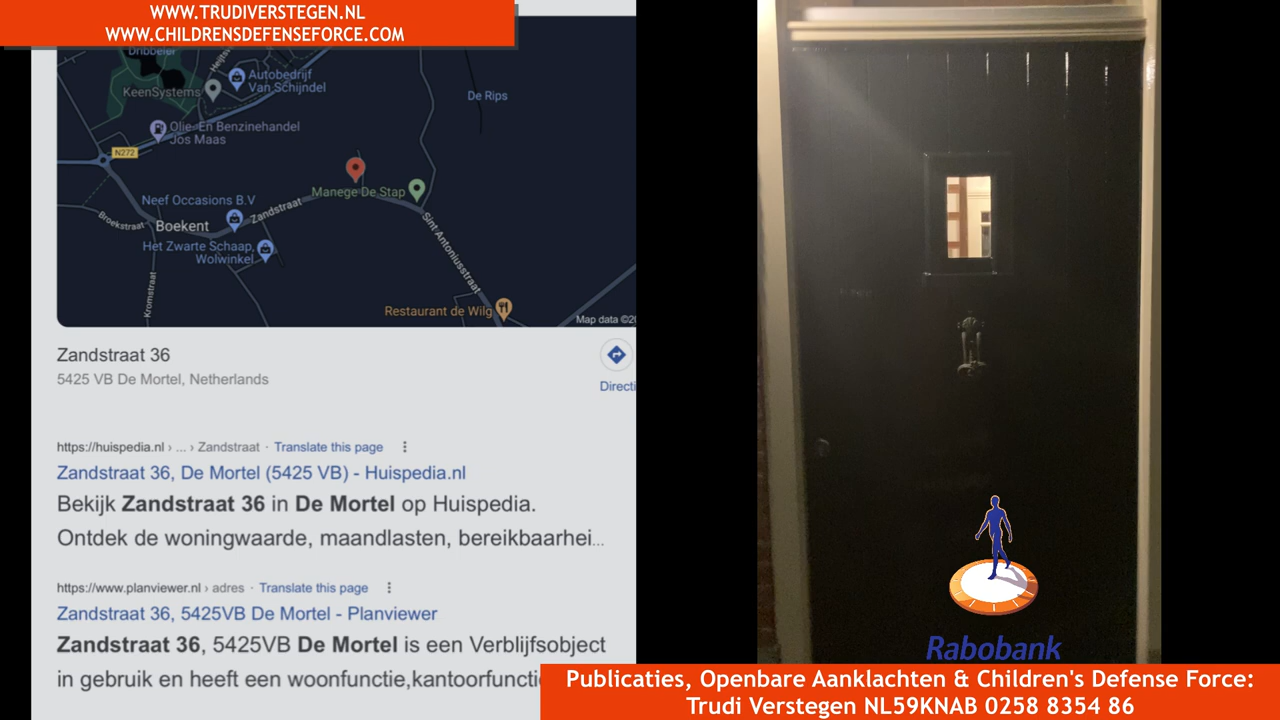 WWW.TRUDIVERSTEGEN.NL
WWW.CHILDRENSDEFENSEFORCE.COM
Dribbelei
Heijtsv
Autobedrijf
Van Schijndel
KeenSystems
De Rips
Olie- En Benzinehandel
Jos Maas
N272
Manege De Stap
Neef Occasions B.V
Zandstraat
Broekstraat
Boekent
Sint Antoniusstraat
Het Zwarte Schaap,
Wolwinkel
Kromstraat
Restaurant de Wilg
Map data ©20
Zandstraat 36
5425 VB De Mortel, Netherlands
Directi
https://huispedia.nl › ... › Zandstraat · Translate this page
Zandstraat 36, De Mortel (5425 VB) - Huispedia.nl
Bekijk Zandstraat 36 in De Mortel op Huispedia.
Ontdek de woningwaarde, maandlasten, bereikbaarhei...
https://www.planviewer.nl › adres · Translate this page
Zandstraat 36, 5425VB De Mortel - Planviewer
Zandstraat 36, 5425VB De Mortel is een Verblijfsobject
in gebruik en heeft een woonfunctie,kantoorfuncti
Rabobank
Publicaties, Openbare Aanklachten & Children's Defense Force:
Trudi Verstegen NL59KNAB 0258 8354 86